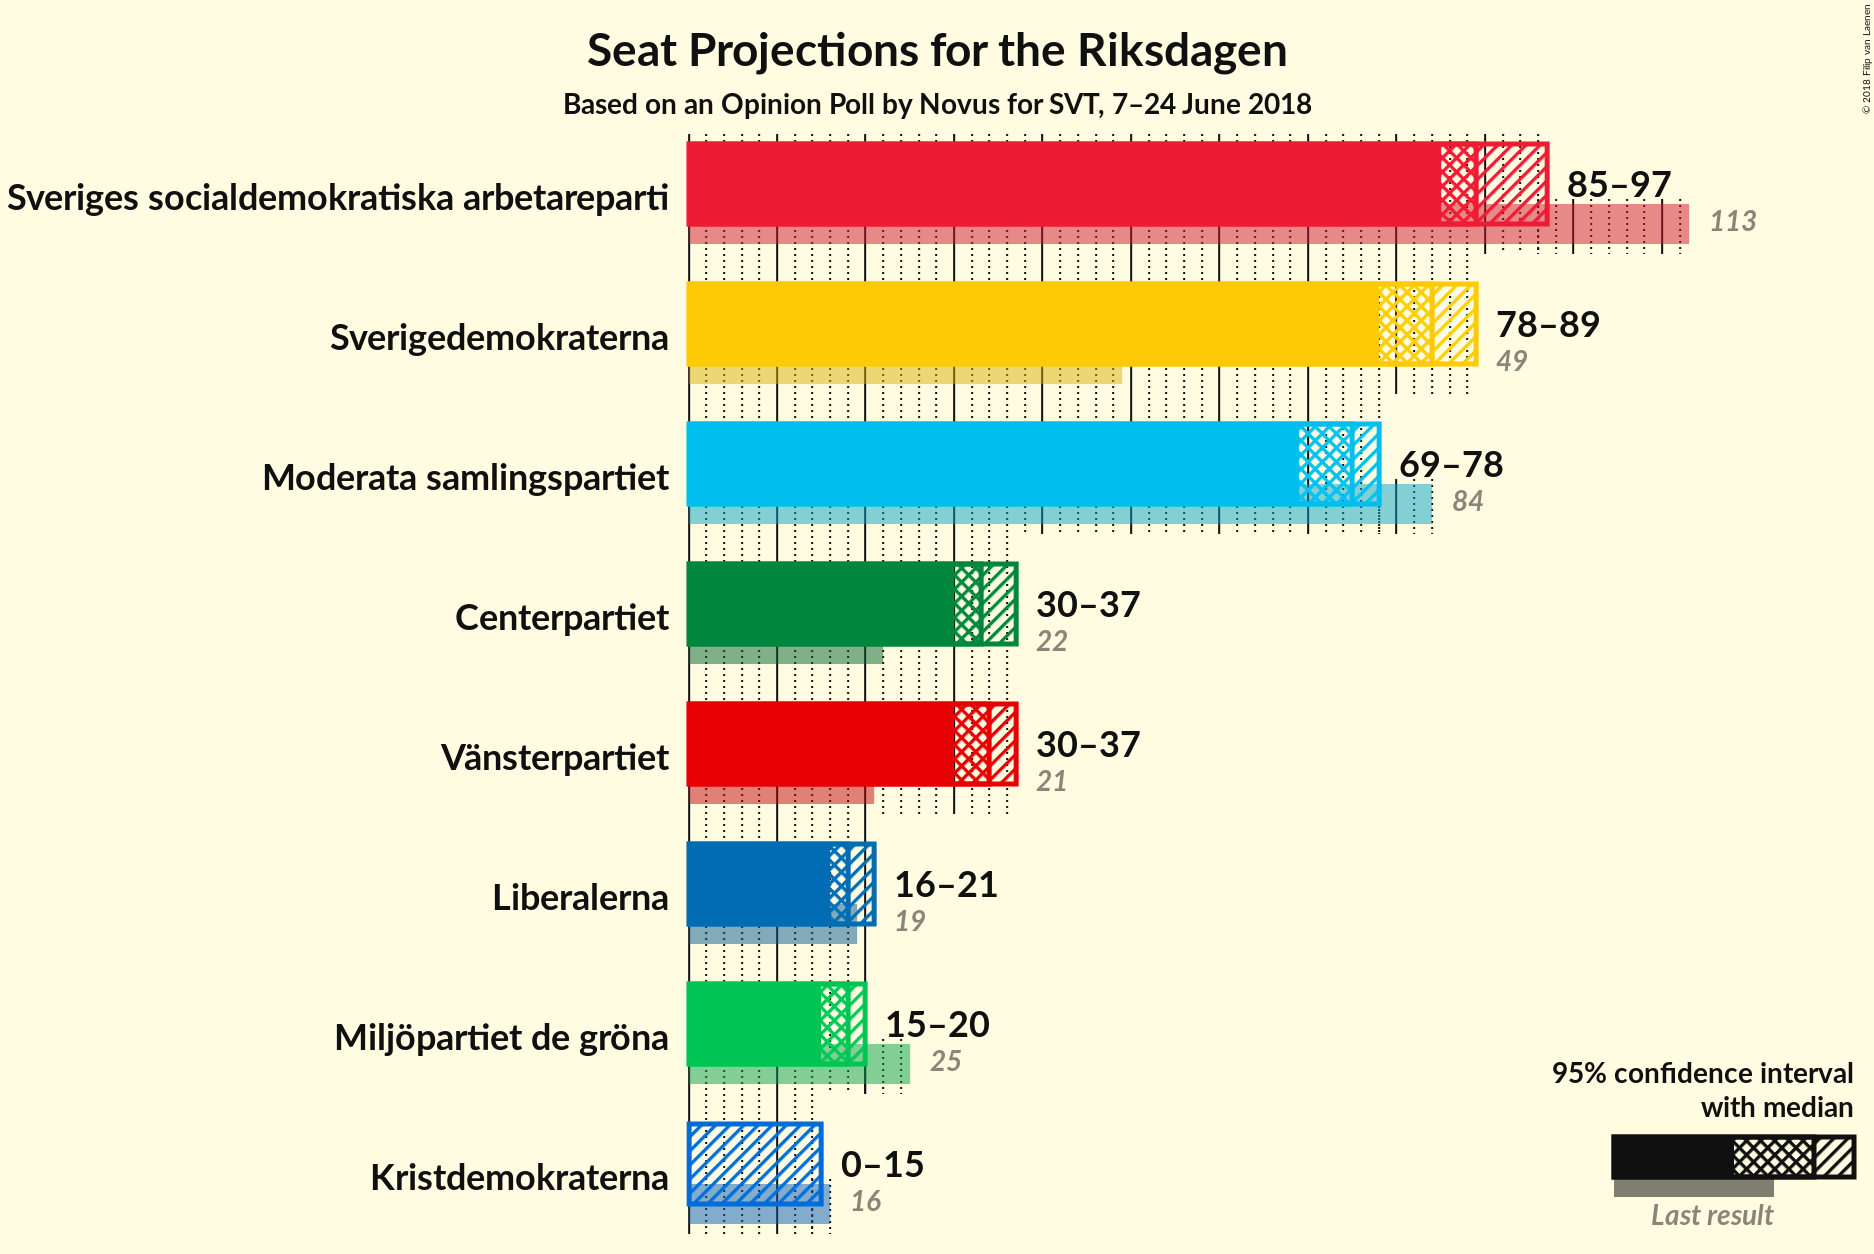 Seat Projections for the Riksdagen
Based on an Opinion Poll by Novus for SVT, 7–24 June 2018
© 2018 Filip van Laenen
Sveriges socialdemokratiska arbetareparti
85–97
113
Sverigedemokraterna
78–89
49
Moderata samlingspartiet
69–78
84
Centerpartiet
30–37
22
Vänsterpartiet
30–37
21
Liberalerna
16–21
19
Miljöpartiet de gröna
15–20
25
Kristdemokraterna
0–15
16
95% confidence interval
with median
Last result